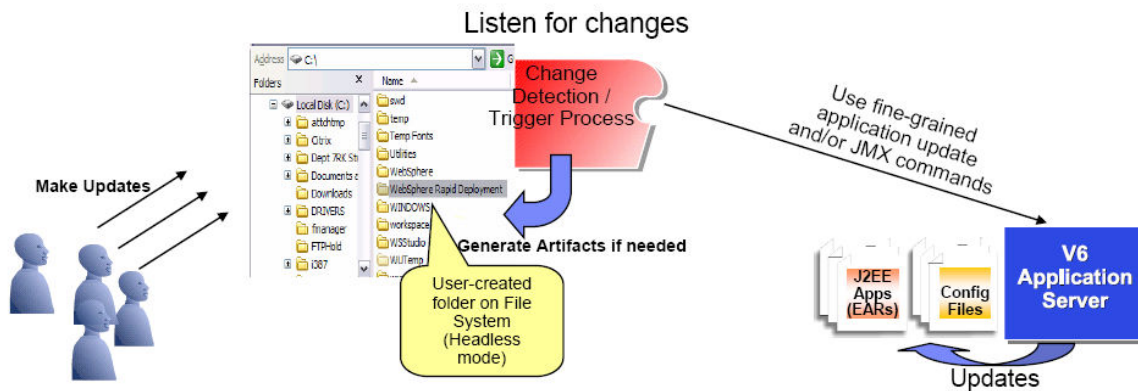 Listen for changes
Address C:\
G
Folders X
Name
Local Disk (C:)
attchtmp
Citrix
Dept 7RK Str
Documents a
Downloads
DRIVERS
fmanager
FTPHold
i387
swd
temp
Temp Fonts
Utilities
WebSphere
WebSphere Rapid Deployment
WINDOWS
workspace
WSStudio
WUTemp
Change
Detection /
Trigger Process
Use fine-grained
application update
and/or JMX commands
Make Updates
Generate Artifacts if needed
User-created
folder on File
System
(Headless
mode)
J2EE
Apps
(EARs)
Config
Files
V6
Application
Server
Updates